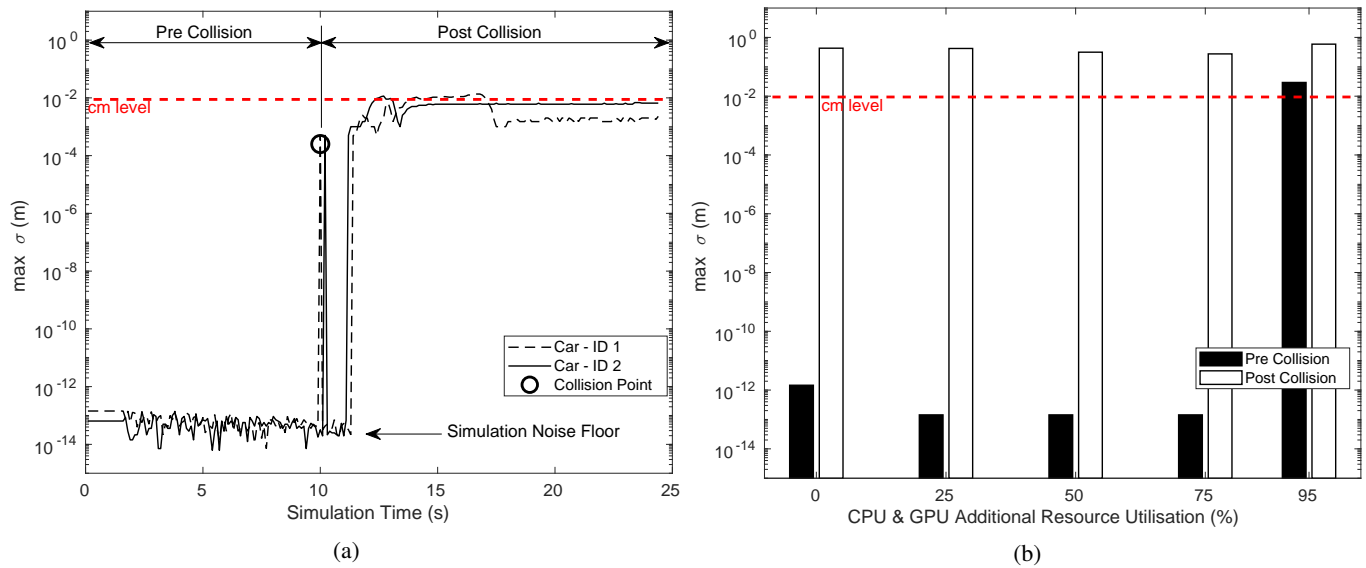 Pre Collision
Post Collision
10^0
10^-2
10^-4
10^-6
10^-8
10^-10
10^-12
10^-14
max σ (m)
cm level
Car - ID 1
Car - ID 2
Collision Point
Simulation Noise Floor
0 5 10 15 20 25
Simulation Time (s)
(a)
10^0
10^-2
10^-4
10^-6
10^-8
10^-10
10^-12
10^-14
max σ (m)
cm level
Pre Collision
Post Collision
0 25 50 75 95
CPU & GPU Additional Resource Utilisation (%)
(b)